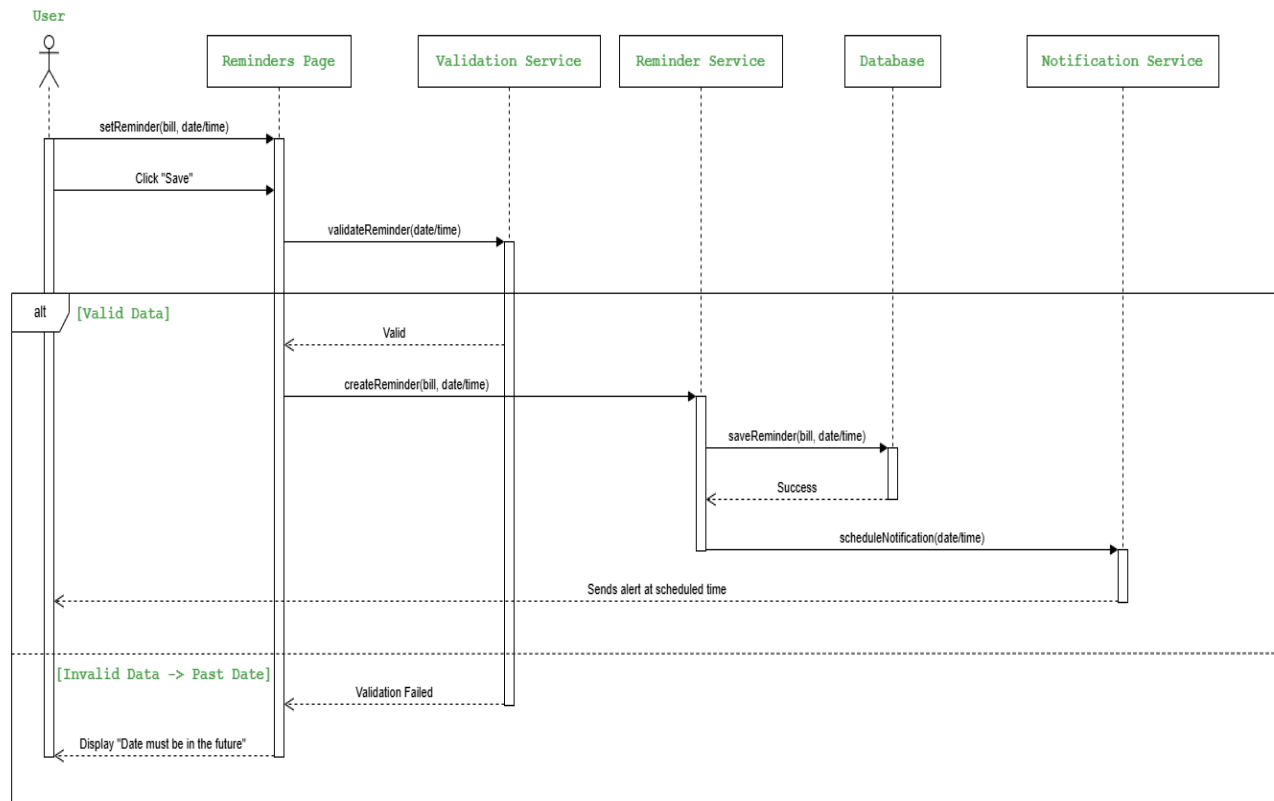 User
Reminders Page
Validation Service
Reminder Service
Database
Notification Service
setReminder(bill, date/time)
Click "Save"
validateReminder(date/time)
alt
[Valid Data]
Valid
createReminder(bill, date/time)
saveReminder(bill, date/time)
Success
scheduleNotification(date/time)
Sends alert at scheduled time
[Invalid Data -> Past Date]
Validation Failed
Display "Date must be in the future"